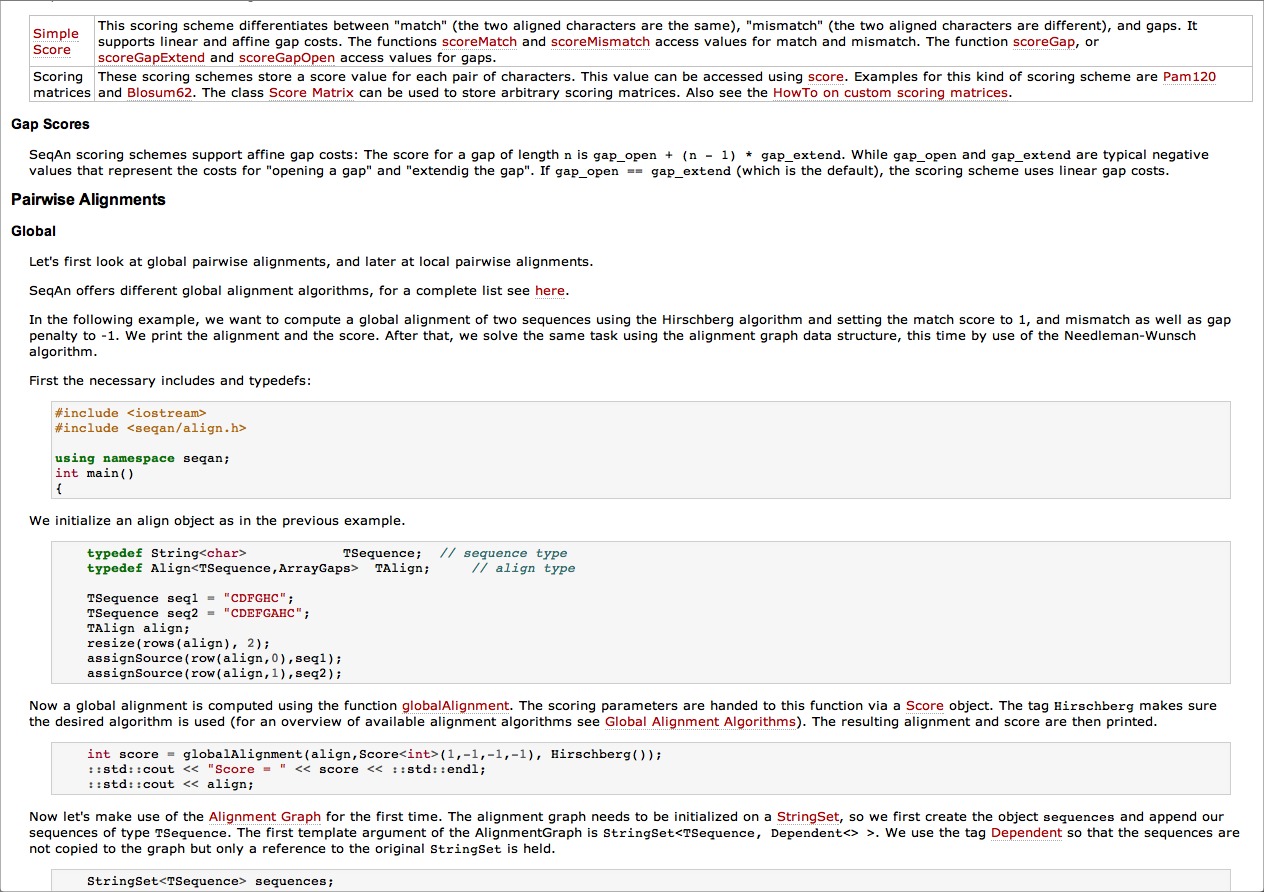 Simple
Score
This scoring scheme differentiates between "match" (the two aligned characters are the same), "mismatch" (the two aligned characters are different), and gaps. It
supports linear and affine gap costs. The functions scoreMatch and scoreMismatch access values for match and mismatch. The function scoreGap, or
scoreGapExtend and scoreGapOpen access values for gaps.
Scoring
matrices
These scoring schemes store a score value for each pair of characters. This value can be accessed using score. Examples for this kind of scoring scheme are Pam120
and Blosum62. The class Score Matrix can be used to store arbitrary scoring matrices. Also see the HowTo on custom scoring matrices.
Gap Scores
SeqAn scoring schemes support affine gap costs: The score for a gap of length n is gap_open + (n - 1) * gap_extend. While gap_open and gap_extend are typical negative
values that represent the costs for "opening a gap" and "extendig the gap". If gap_open == gap_extend (which is the default), the scoring scheme uses linear gap costs.
Pairwise Alignments
Global
Let's first look at global pairwise alignments, and later at local pairwise alignments.
SeqAn offers different global alignment algorithms, for a complete list see here.
In the following example, we want to compute a global alignment of two sequences using the Hirschberg algorithm and setting the match score to 1, and mismatch as well as gap
penalty to -1. We print the alignment and the score. After that, we solve the same task using the alignment graph data structure, this time by use of the Needleman-Wunsch
algorithm.
First the necessary includes and typedefs:
#include <iostream>
#include <seqan/align.h>
using namespace seqan;
int main()
{
We initialize an align object as in the previous example.
typedef String<char>            TSequence;  // sequence type
typedef Align<TSequence,ArrayGaps>  TAlign;     // align type
TSequence seq1 = "CDFGHC";
TSequence seq2 = "CDEFGAHC";
TAlign align;
resize(rows(align), 2);
assignSource(row(align,0),seq1);
assignSource(row(align,1),seq2);
Now a global alignment is computed using the function globalAlignment. The scoring parameters are handed to this function via a Score object. The tag Hirschberg makes sure
the desired algorithm is used (for an overview of available alignment algorithms see Global Alignment Algorithms). The resulting alignment and score are then printed.
int score = globalAlignment(align,Score<int>(1,-1,-1,-1), Hirschberg());
::std::cout << "Score = " << score << ::std::endl;
::std::cout << align;
Now let's make use of the Alignment Graph for the first time. The alignment graph needs to be initialized on a StringSet, so we first create the object sequences and append our
sequences of type TSequence. The first template argument of the AlignmentGraph is StringSet<TSequence, Dependent<> >. We use the tag Dependent so that the sequences are
not copied to the graph but only a reference to the original StringSet is held.
StringSet<TSequence> sequences;